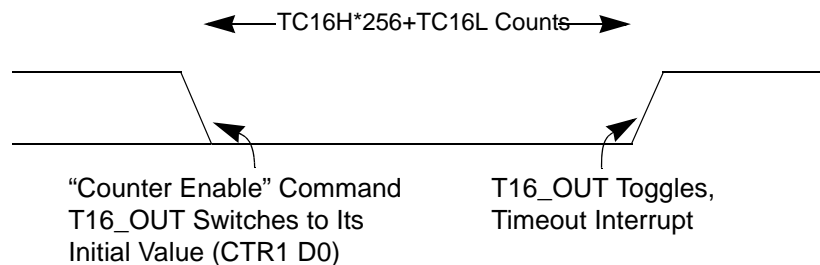 TC16H*256+TC16L Counts
“Counter Enable” Command
T16_OUT Switches to Its
Initial Value (CTR1 D0)
T16_OUT Toggles,
Timeout Interrupt